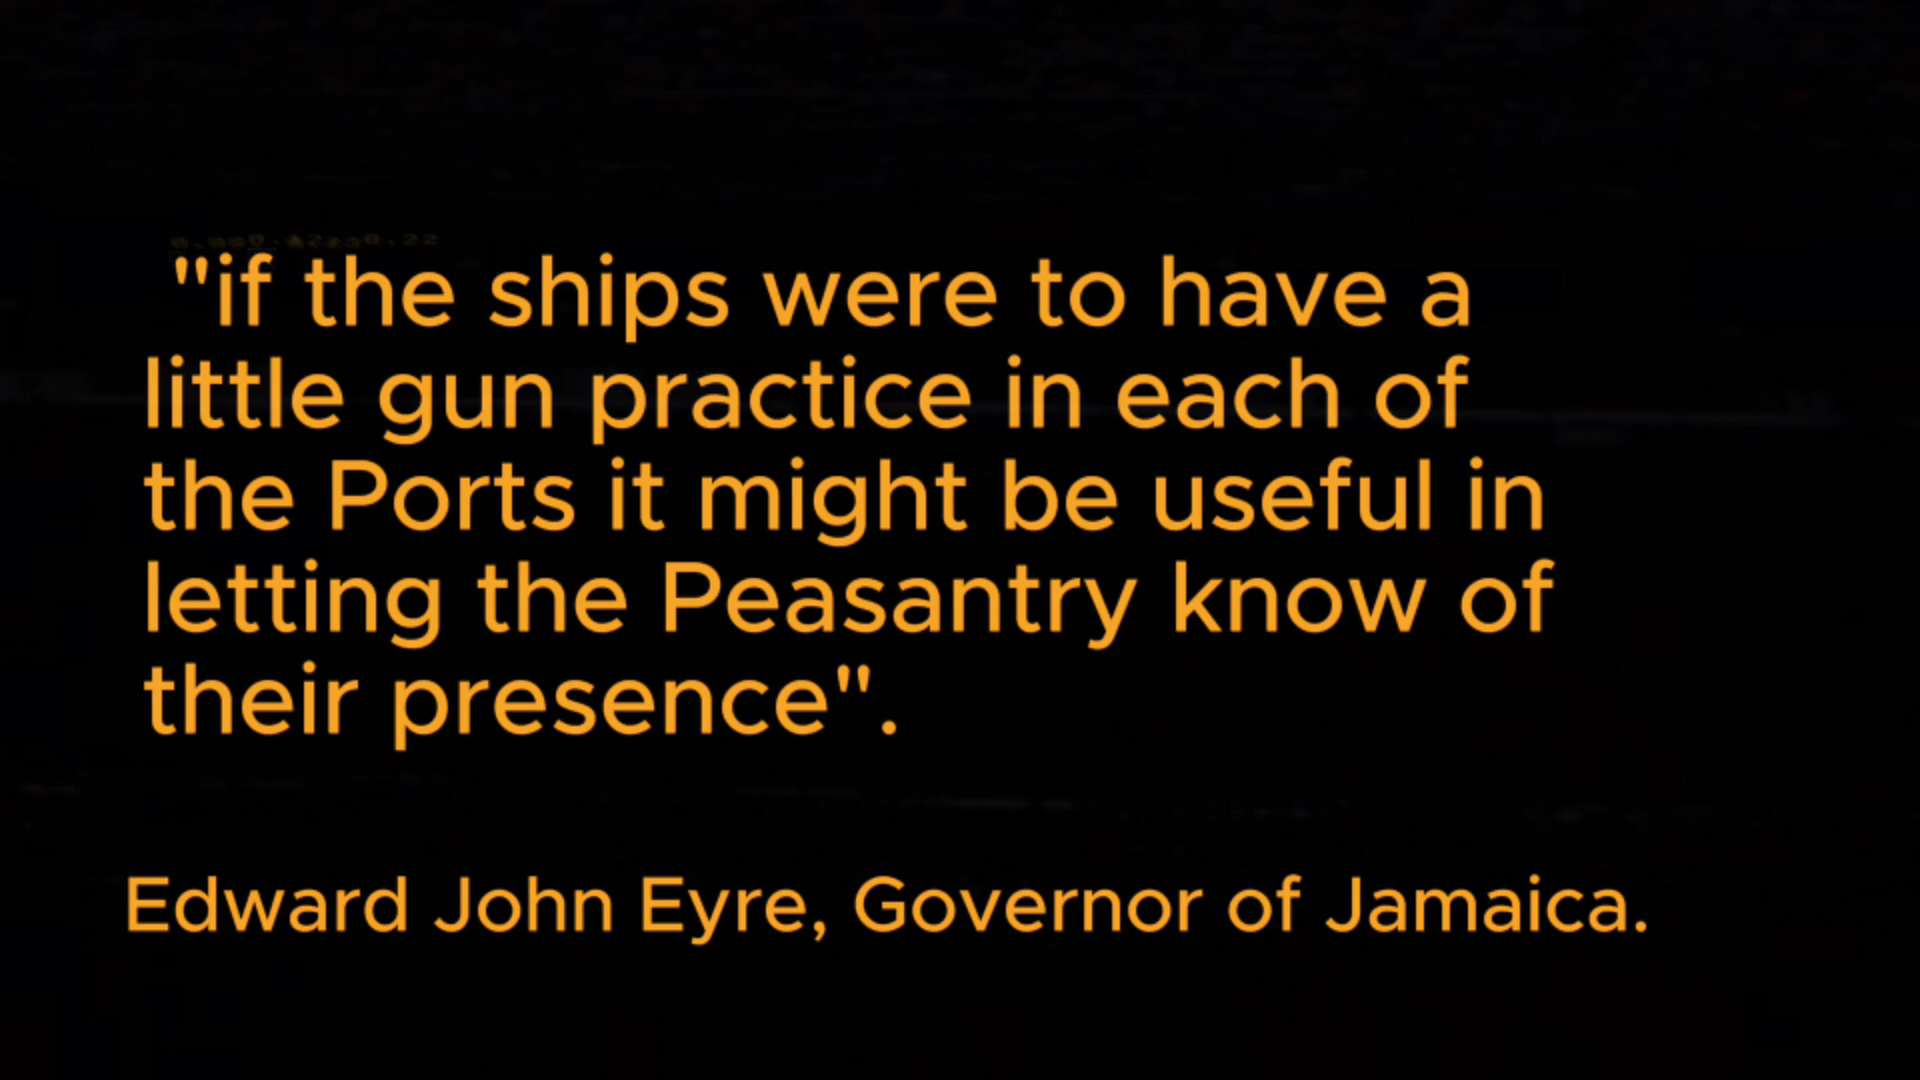 "if the ships were to have a
little gun practice in each of
the Ports it might be useful in
letting the Peasantry know of
their presence".
Edward John Eyre, Governor of Jamaica.